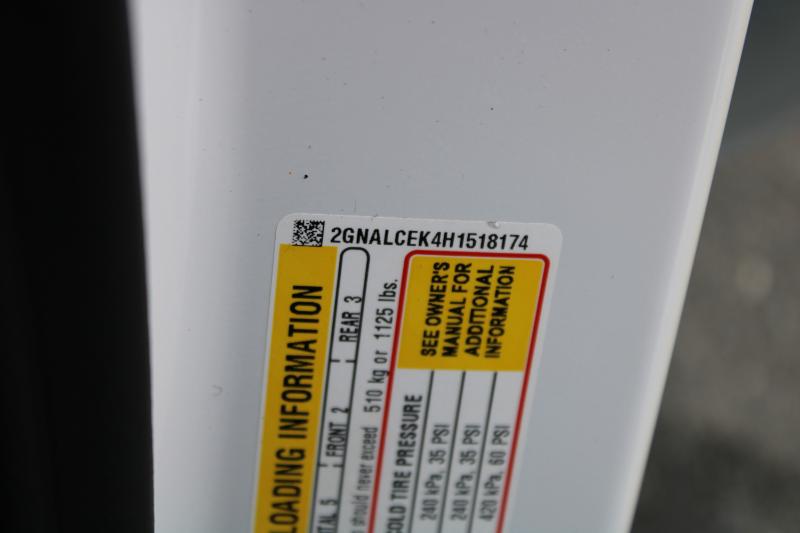 2GNALCEK4H1518174
LOADING INFORMATION
TOTAL 5 FRONT 2 REAR 3
should never exceed 510 kg or 1125 lbs.
SEE OWNER'S
MANUAL FOR
ADDITIONAL
INFORMATION
COLD TIRE PRESSURE
240 kPa, 35 PSI
240 kPa, 35 PSI
420 kPa, 60 PSI